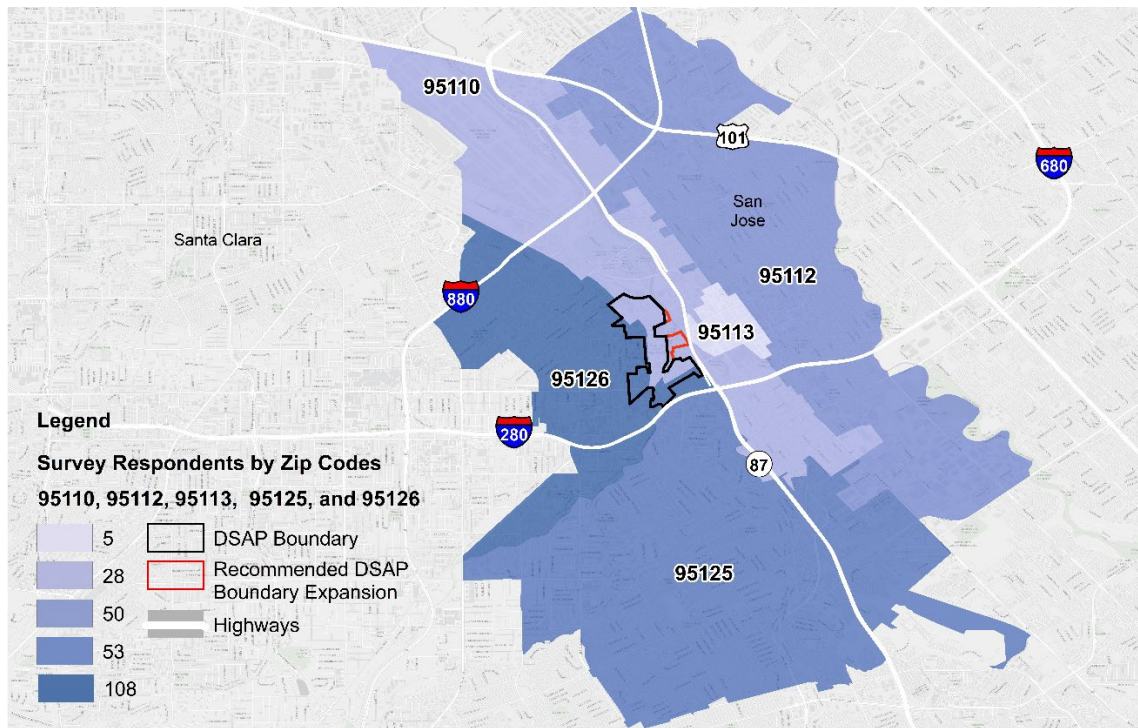 95110
101
680
San
Jose
Santa Clara
95112
880
95113
95126
280
87
95125
Legend
Survey Respondents by Zip Codes
95110, 95112, 95113, 95125, and 95126
5
28
50
53
108
DSAP Boundary
Recommended DSAP
Boundary Expansion
Highways